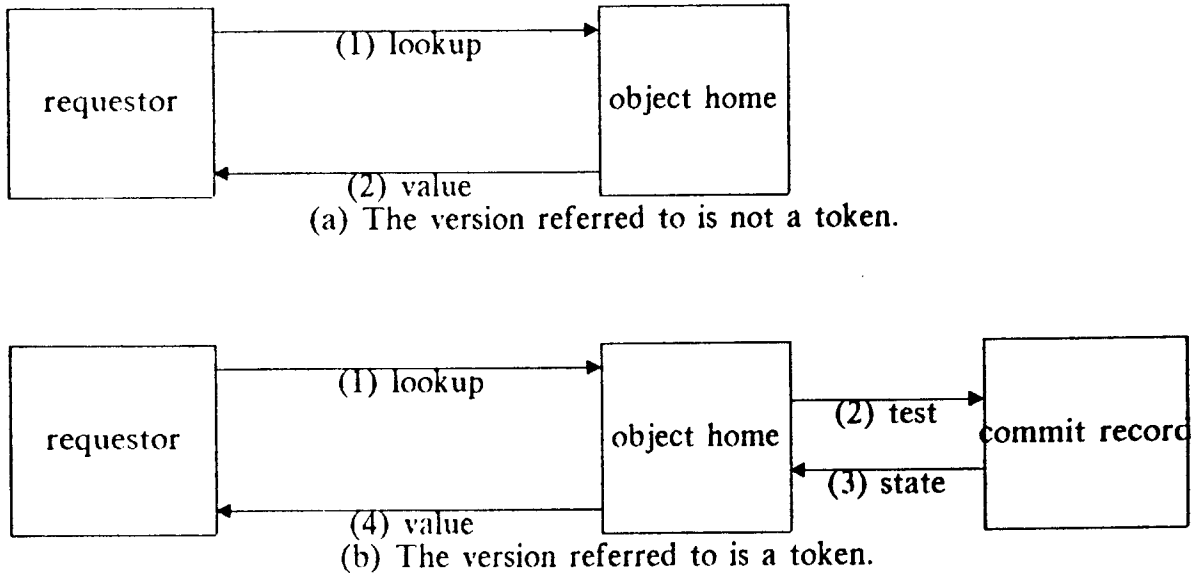 (1) lookup
requestor
object home
(2) value
(a) The version referred to is not a token.
(1) lookup
(2) test
requestor
object home
commit record
(3) state
(4) value
(b) The version referred to is a token.